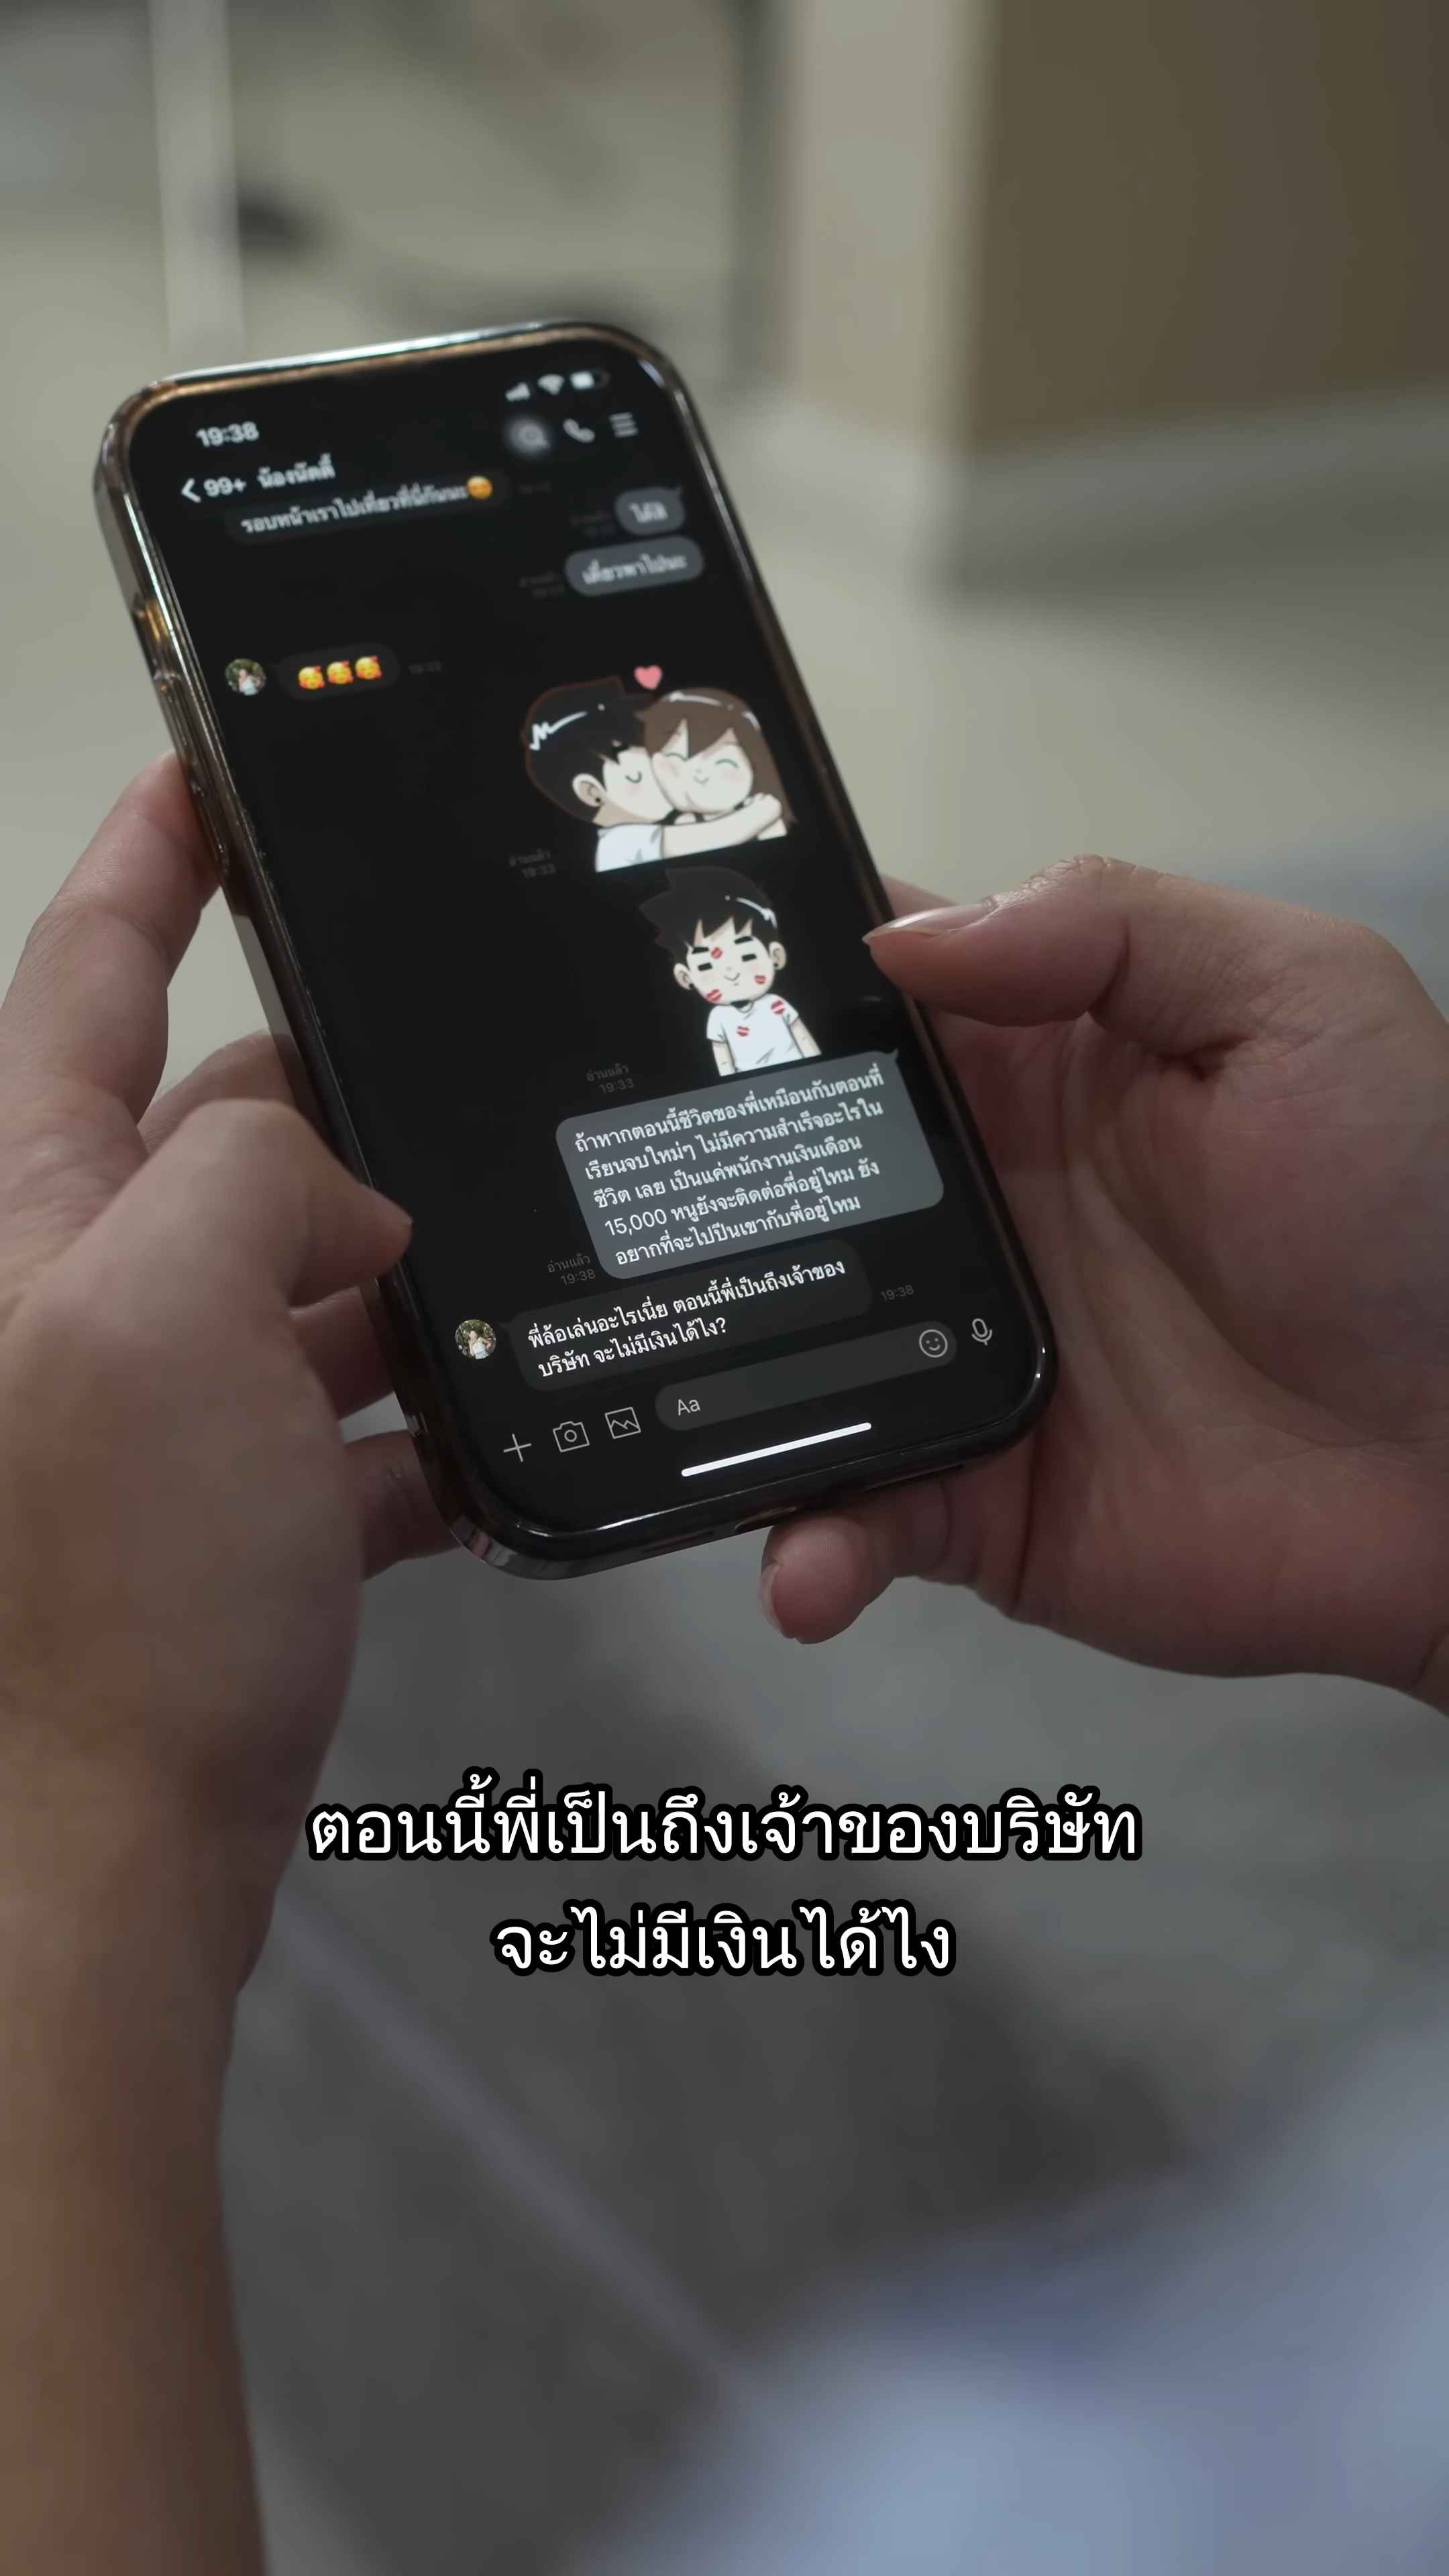 19:38
99+ น้องนัตตี้
รอบหน้าเราไปเที่ยวที่นี่กันนะ😍
ได้สิ
เดี๋ยวพาไปนะ
🥰🥰🥰 19:33
อ่านแล้ว
19:33
อ่านแล้ว
19:33
ถ้าหากตอนนี้ชีวิตของพี่เหมือนกับตอนที่
เรียนจบใหม่ๆ ไม่มีความสำเร็จอะไรใน
ชีวิต เลย เป็นแค่พนักงานเงินเดือน
15,000 หนูยังจะติดต่อพี่อยู่ไหม ยัง
อยากที่จะไปปีนเขากับพี่อยู่ไหม
อ่านแล้ว
19:38
พี่ล้อเล่นอะไรเนี่ย ตอนนี้พี่เป็นถึงเจ้าของ
บริษัท จะไม่มีเงินได้ไง?
19:38
Aa
ตอนนี้พี่เป็นถึงเจ้าของบริษัท
จะไม่มีเงินได้ไง